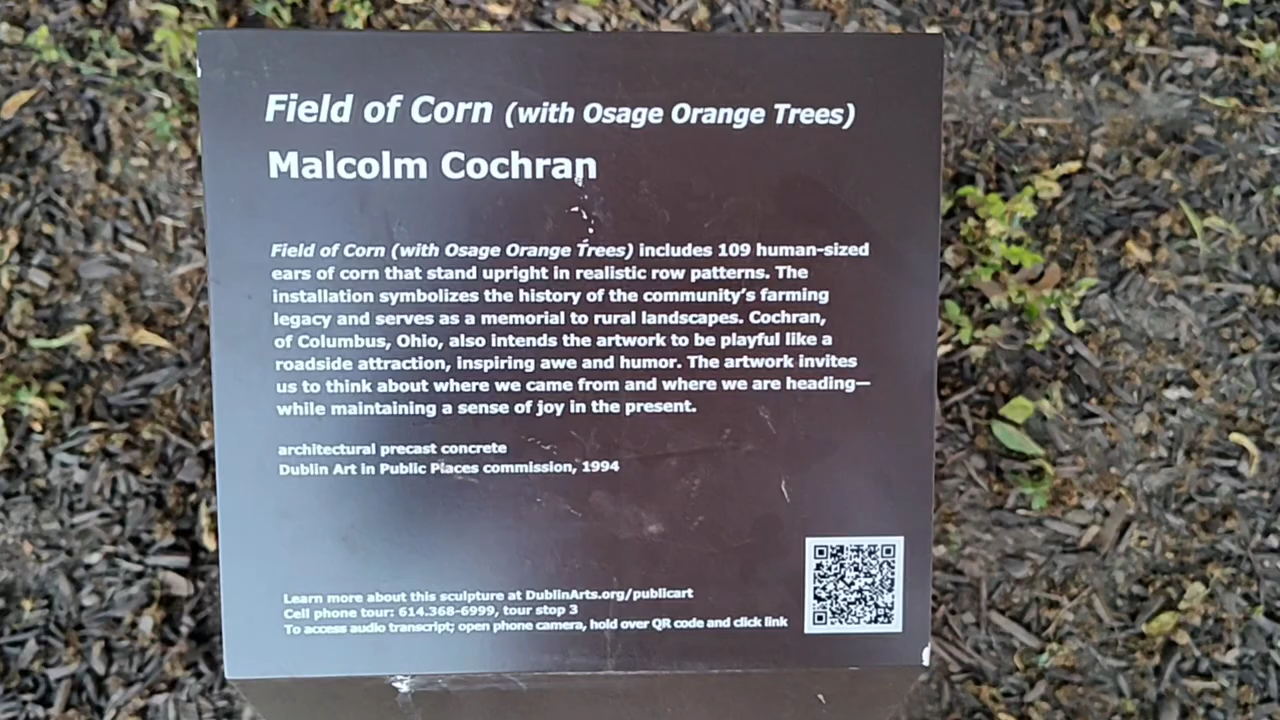 Field of Corn (with Osage Orange Trees)
Malcolm Cochran
Field of Corn (with Osage Orange Trees) includes 109 human-sized
ears of corn that stand upright in realistic row patterns. The
installation symbolizes the history of the community's farming
legacy and serves as a memorial to rural landscapes. Cochran,
of Columbus, Ohio, also intends the artwork to be playful like a
roadside attraction, inspiring awe and humor. The artwork invites
us to think about where we came from and where we are heading—
while maintaining a sense of joy in the present.
architectural precast concrete
Dublin Art in Public Places commission, 1994
Learn more about this sculpture at DublinArts.org/publicart
Cell phone tour: 614.368-6999, tour stop 3
To access audio transcript; open phone camera, hold over QR code and click link